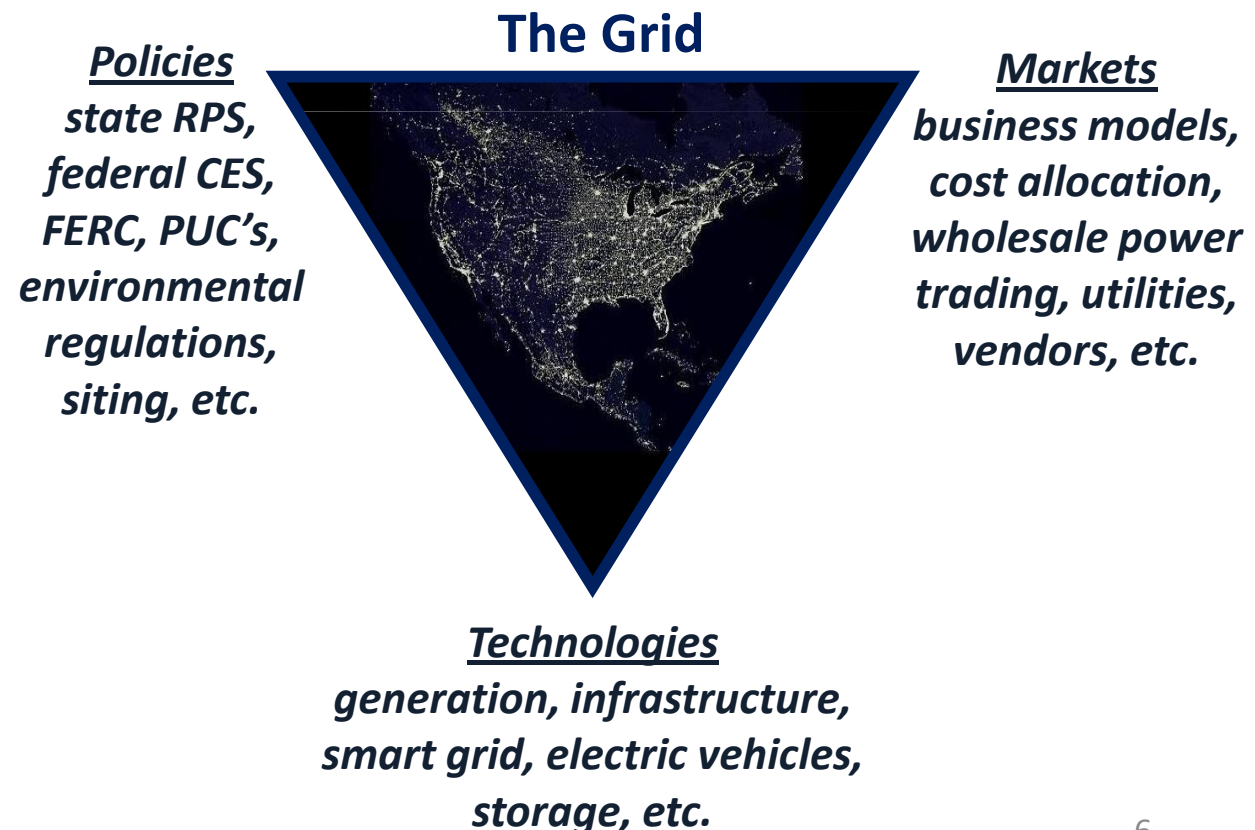 The Grid
Policies
state RPS,
federal CES,
FERC, PUC’s,
environmental
regulations,
siting, etc.
Markets
business models,
cost allocation,
wholesale power
trading, utilities,
vendors, etc.
Technologies
generation, infrastructure,
smart grid, electric vehicles,
storage, etc.
6